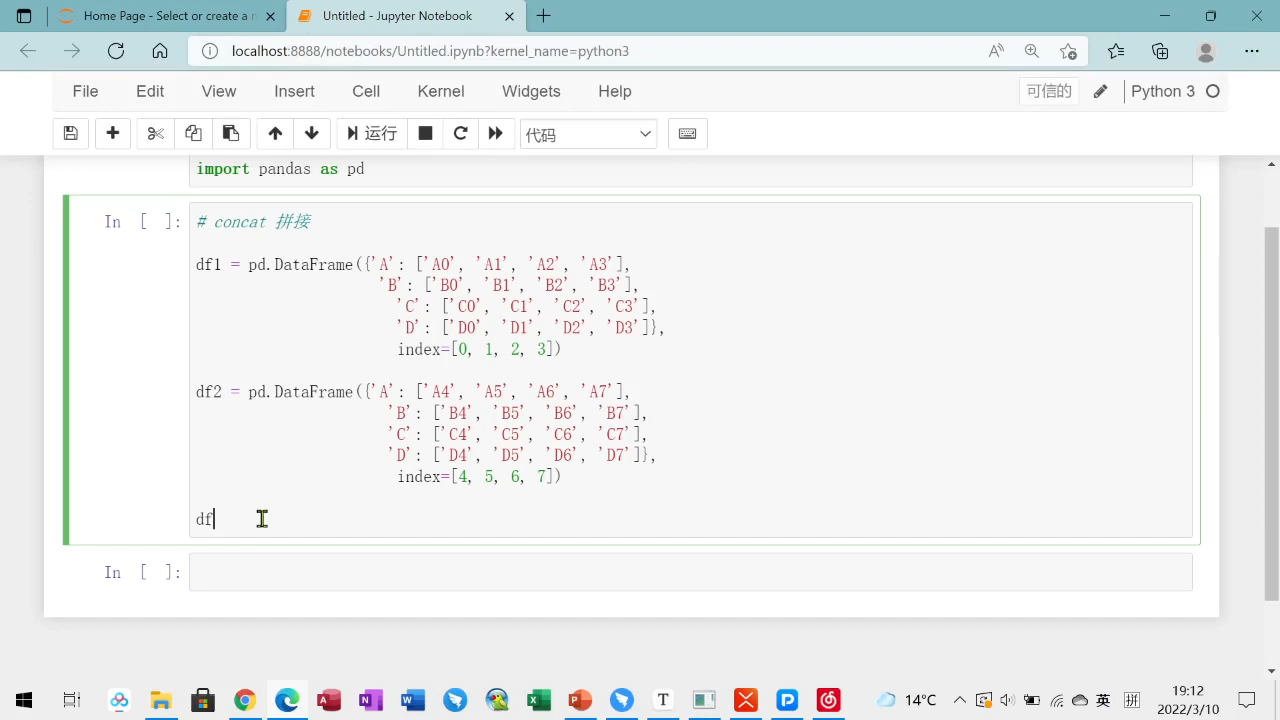 Home Page - Select or create a n
Untitled - Jupyter Notebook
localhost:8888/notebooks/Untitled.ipynb?kernel_name=python3
File Edit View Insert Cell Kernel Widgets Help 可信的 Python 3
运行 代码
import pandas as pd
In [ ]: # concat 拼接
df1 = pd.DataFrame({'A': ['A0', 'A1', 'A2', 'A3'],
'B': ['B0', 'B1', 'B2', 'B3'],
'C': ['C0', 'C1', 'C2', 'C3'],
'D': ['D0', 'D1', 'D2', 'D3']},
index=[0, 1, 2, 3])
df2 = pd.DataFrame({'A': ['A4', 'A5', 'A6', 'A7'],
'B': ['B4', 'B5', 'B6', 'B7'],
'C': ['C4', 'C5', 'C6', 'C7'],
'D': ['D4', 'D5', 'D6', 'D7']},
index=[4, 5, 6, 7])
df
In [ ]:
14°C 英 拼 19:12
2022/3/10